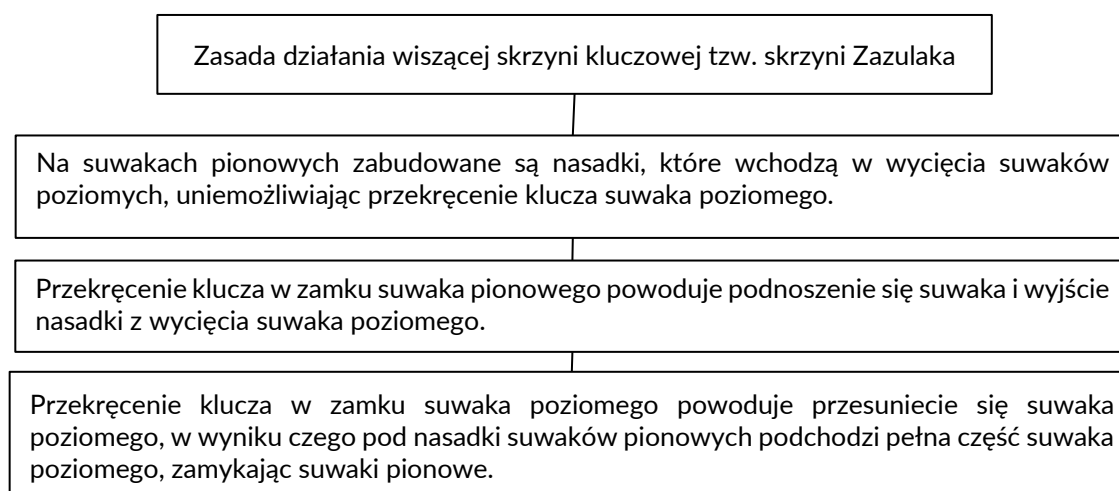 Zasada działania wiszącej skrzyni kluczowej tzw. skrzyni Zazulaka
Na suwakach pionowych zabudowane są nasadki, które wchodzą w wycięcia suwaków
poziomych, uniemożliwiając przekręcenie klucza suwaka poziomego.
Przekręcenie klucza w zamku suwaka pionowego powoduje podnoszenie się suwaka i wyjście
nasadki z wycięcia suwaka poziomego.
Przekręcenie klucza w zamku suwaka poziomego powoduje przesuniecie się suwaka
poziomego, w wyniku czego pod nasadki suwaków pionowych podchodzi pełna część suwaka
poziomego, zamykając suwaki pionowe.